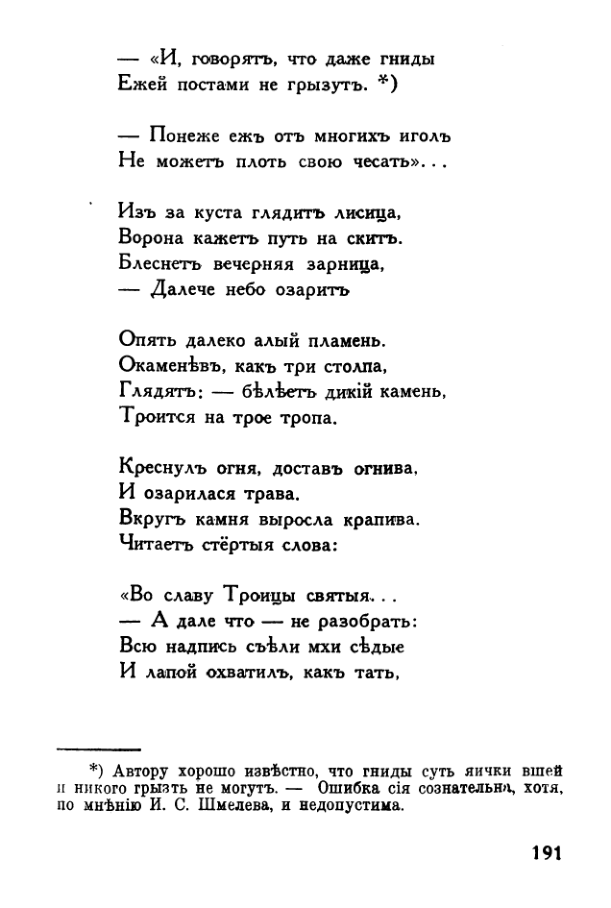 — «И, говорятъ, что даже гниды
Ежей постами не грызутъ. *)
— Понеже ежъ отъ многихъ иголъ
Не можетъ плоть свою чесать»...
Изъ за куста глядитъ лисица,
Ворона кажетъ путь на скитъ.
Блеснетъ вечерняя зарница,
— Далече небо озаритъ
Опять далеко алый пламень.
Окаменѣвъ, какъ три столпа,
Глядятъ: — бѣлѣетъ дикій камень,
Троится на трое тропа.
Креснулъ огня, доставъ огнива,
И озарилася трава.
Вкругъ камня выросла крапива.
Читаетъ стёртыя слова:
«Во славу Троицы святыя...
— А дале что — не разобрать:
Всю надпись съѣли мхи сѣдые
И лапой охватилъ, какъ тать,
*) Автору хорошо извѣстно, что гниды суть яички вшей
и никого грызть не могутъ. — Ошибка сія сознательна, хотя,
по мнѣнію И. С. Шмелева, и недопустима.
191